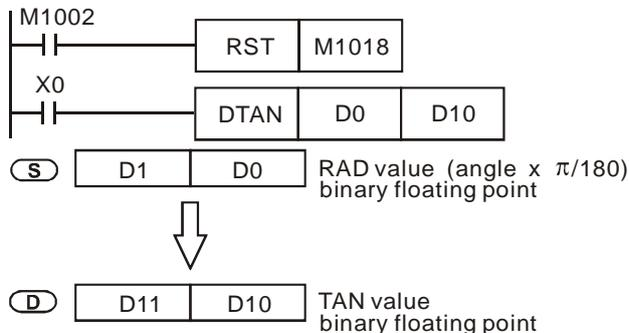 M1002
RST M1018
X0
DTAN D0 D10
S D1 D0 RAD value (angle x π/180)
binary floating point
D D11 D10 TAN value
binary floating point